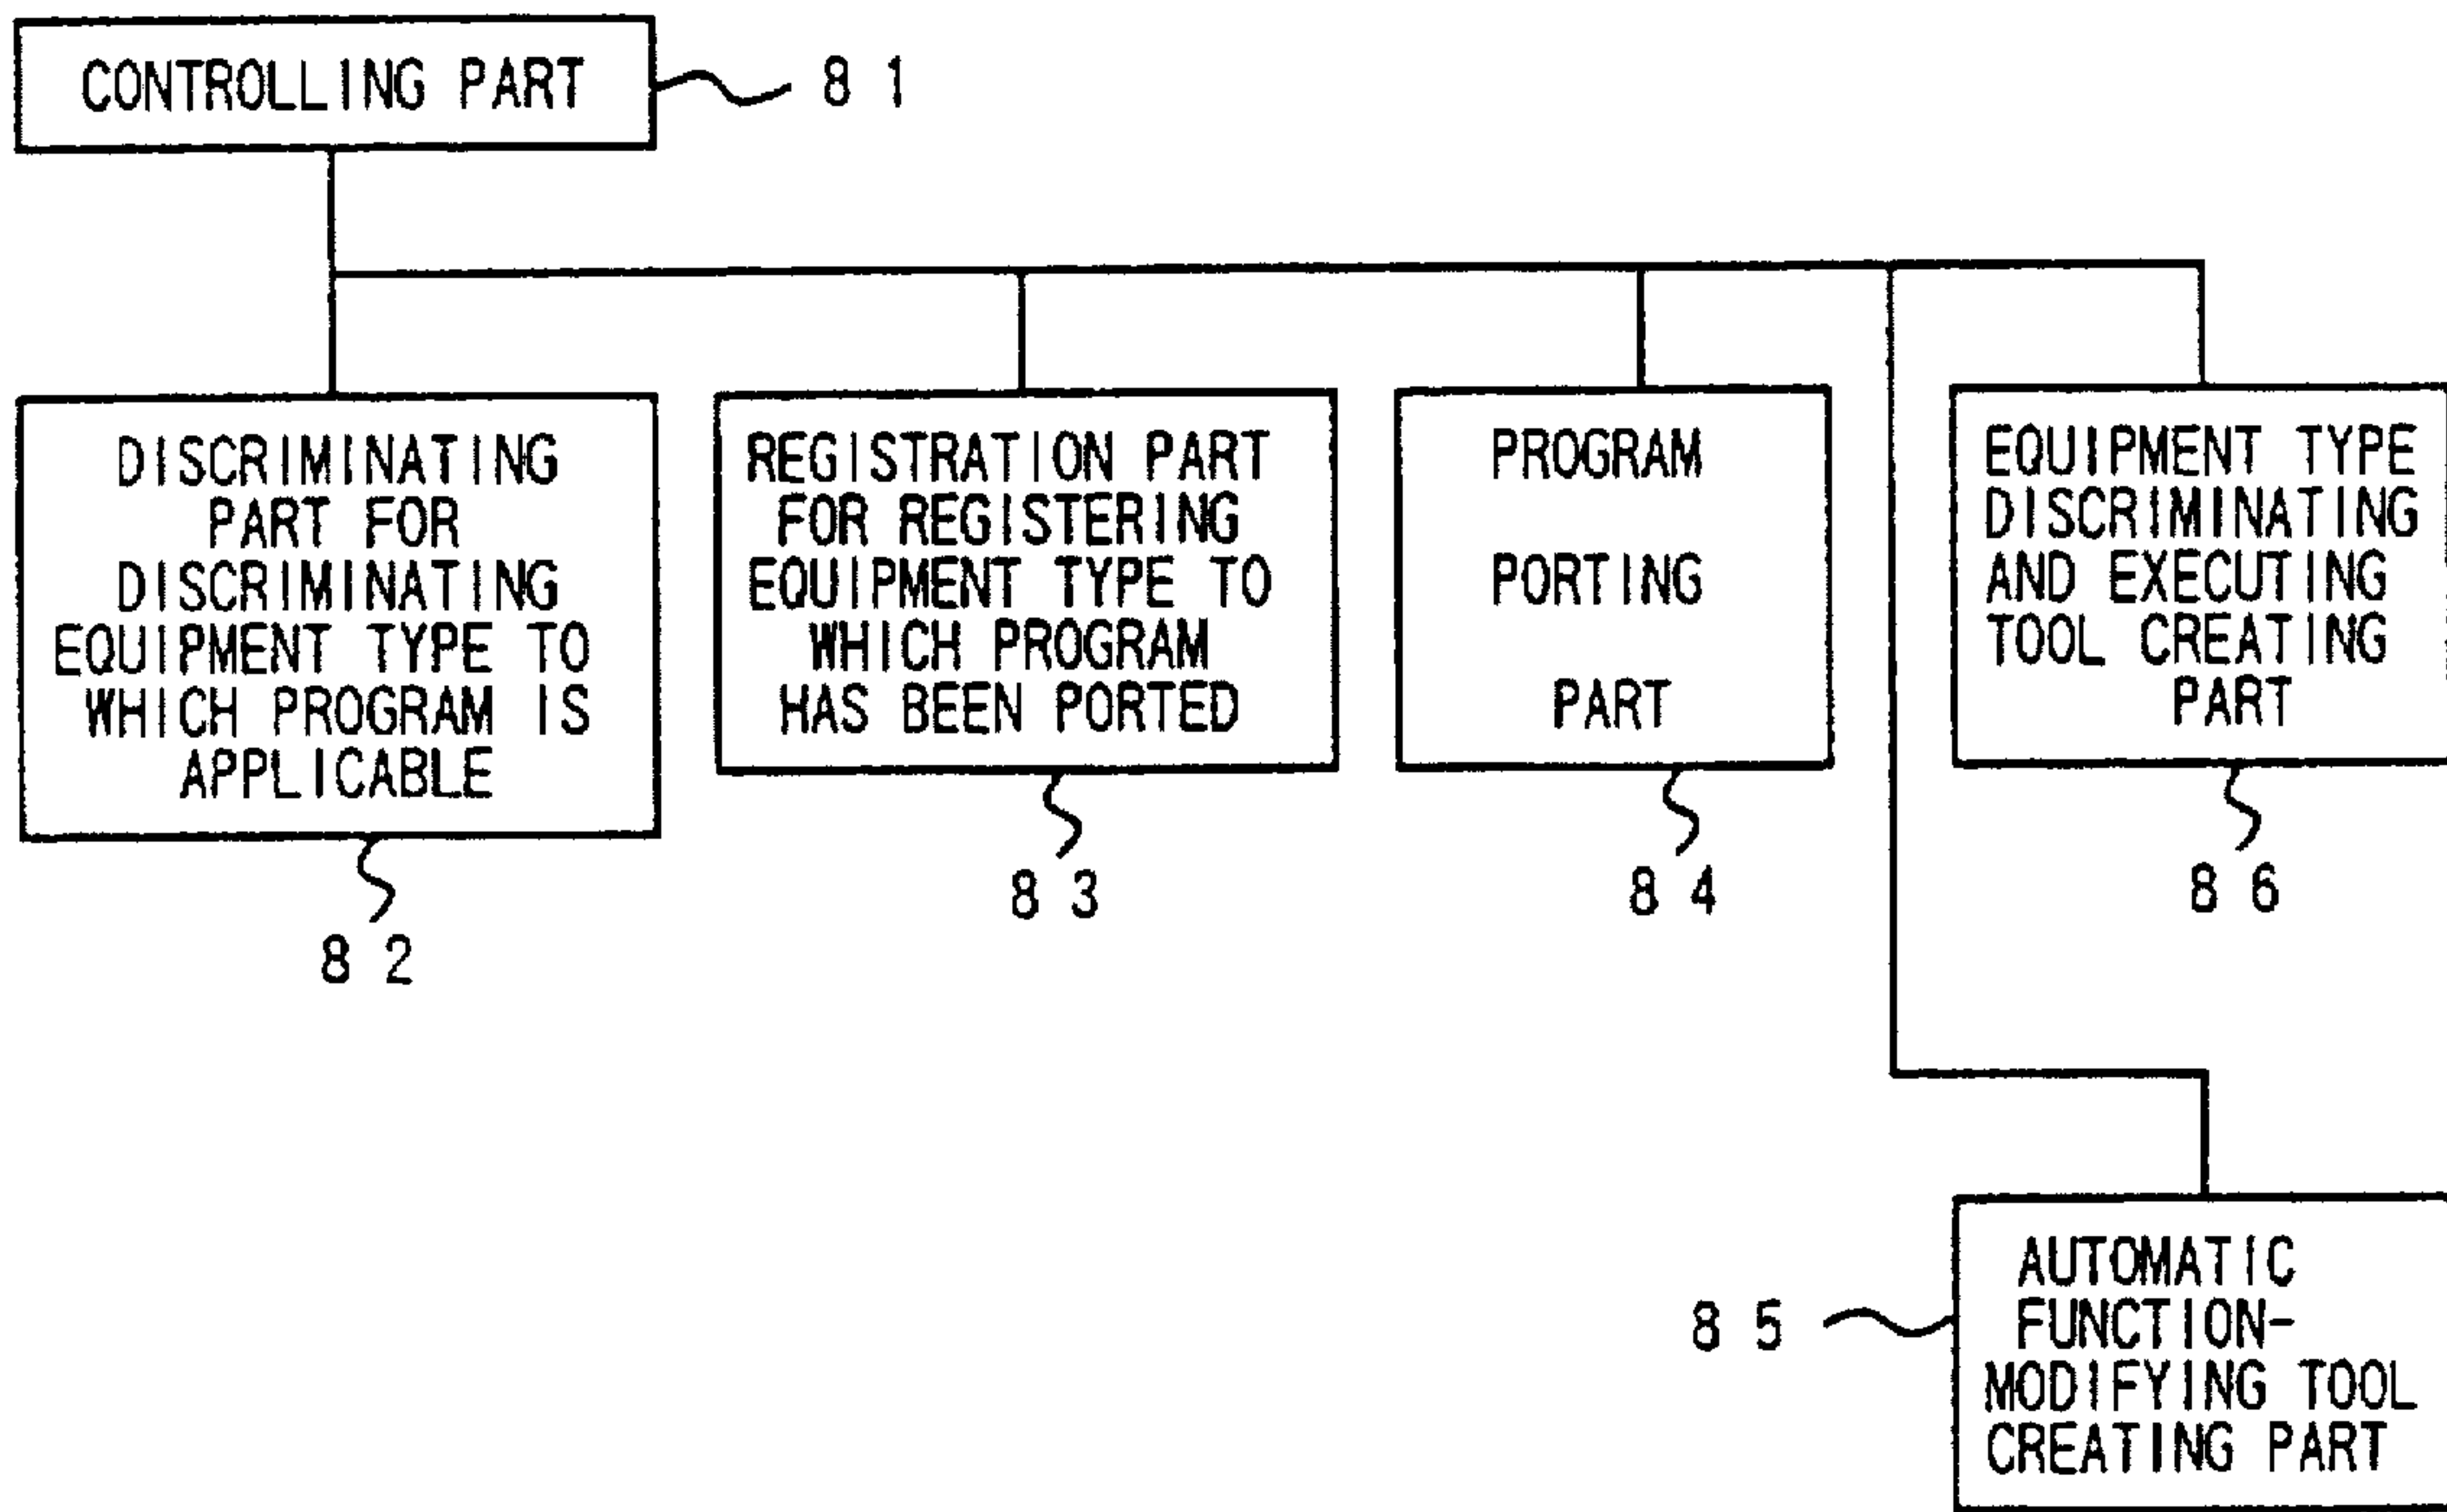 CONTROLLING PART
81
DISCRIMINATING
PART FOR
DISCRIMINATING
EQUIPMENT TYPE TO
WHICH PROGRAM IS
APPLICABLE
82
REGISTRATION PART
FOR REGISTERING
EQUIPMENT TYPE TO
WHICH PROGRAM
HAS BEEN PORTED
83
PROGRAM
PORTING
PART
84
EQUIPMENT TYPE
DISCRIMINATING
AND EXECUTING
TOOL CREATING
PART
86
85
AUTOMATIC
FUNCTION-
MODIFYING TOOL
CREATING PART